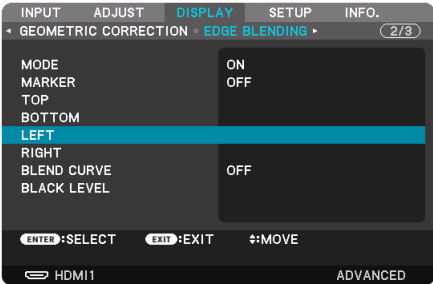 INPUT ADJUST DISPLAY SETUP INFO.
GEOMETRIC CORRECTION EDGE BLENDING 2/3
MODE ON
MARKER OFF
TOP
BOTTOM
LEFT
RIGHT
BLEND CURVE OFF
BLACK LEVEL
ENTER :SELECT EXIT :EXIT :MOVE
HDMI1 ADVANCED